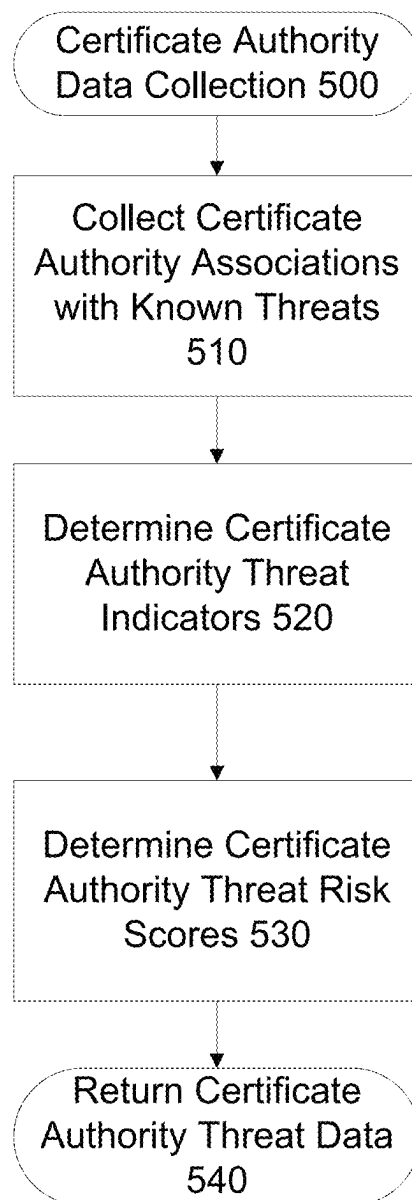 Certificate Authority
Data Collection 500
Collect Certificate
Authority Associations
with Known Threats
510
Determine Certificate
Authority Threat
Indicators 520
Determine Certificate
Authority Threat Risk
Scores 530
Return Certificate
Authority Threat Data
540